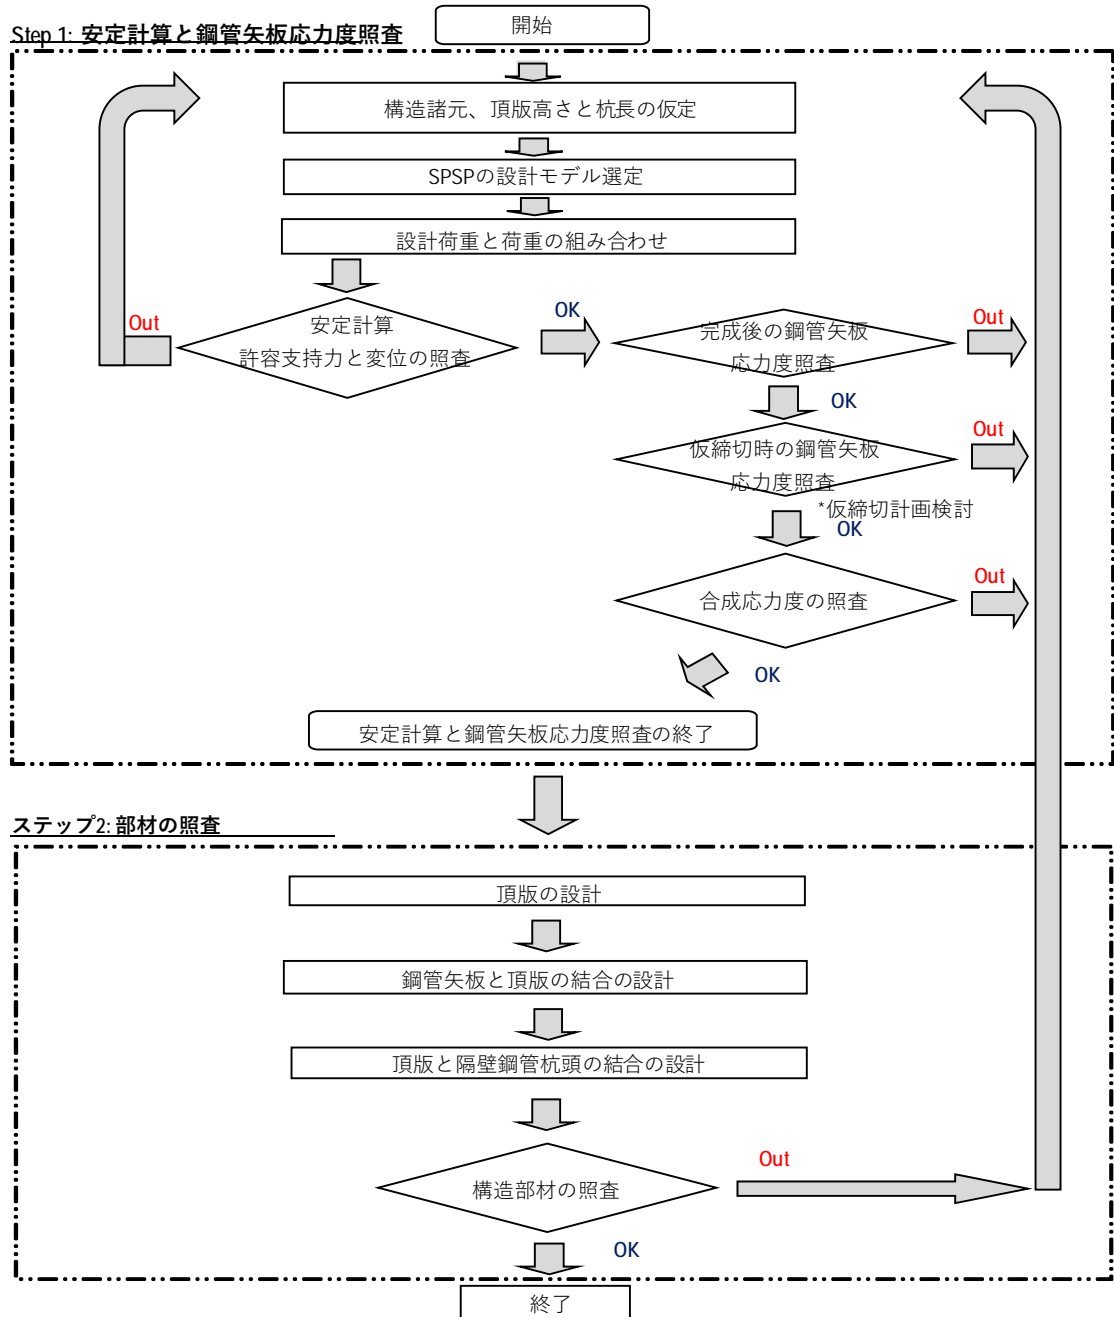 開始
Step 1: 安定計算と鋼管矢板応力度照査
構造諸元、頂版高さと杭長の仮定
SPSPの設計モデル選定
設計荷重と荷重の組み合わせ
Out
安定計算
許容支持力と変位の照査
OK
完成後の鋼管矢板
応力度照査
Out
OK
仮締切時の鋼管矢板
応力度照査
Out
*仮締切計画検討
OK
合成応力度の照査
Out
OK
安定計算と鋼管矢板応力度照査の終了
ステップ2: 部材の照査
頂版の設計
鋼管矢板と頂版の結合の設計
頂版と隔壁鋼管杭頭の結合の設計
構造部材の照査
Out
OK
終了